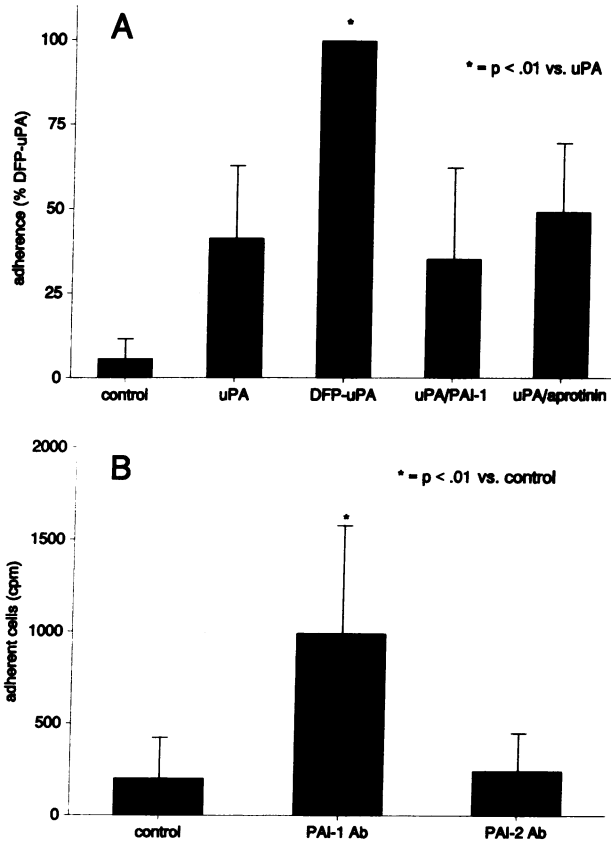 A
100
*
* = p < .01 vs. uPA
75
50
25
0
adherence (% DFP-uPA)
control uPA DFP-uPA uPA/PAI-1 uPA/aprotinin
B
2000
* = p < .01 vs. control
1500
*
1000
500
0
adherent cells (cpm)
control PAI-1 Ab PAI-2 Ab